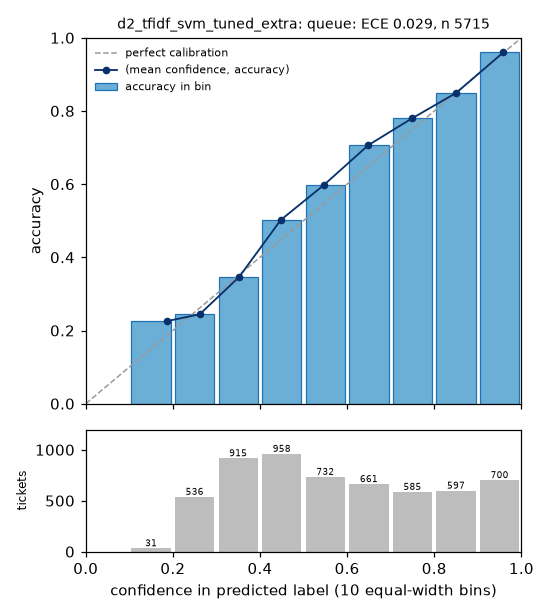 d2_tfidf_svm_tuned_extra: queue: ECE 0.029, n 5715
perfect calibration
(mean confidence, accuracy)
accuracy in bin
1.0
0.8
0.6
0.4
0.2
0.0
accuracy
1000
500
0
tickets
31
536
915
958
732
661
585
597
700
0.0 0.2 0.4 0.6 0.8 1.0
confidence in predicted label (10 equal-width bins)